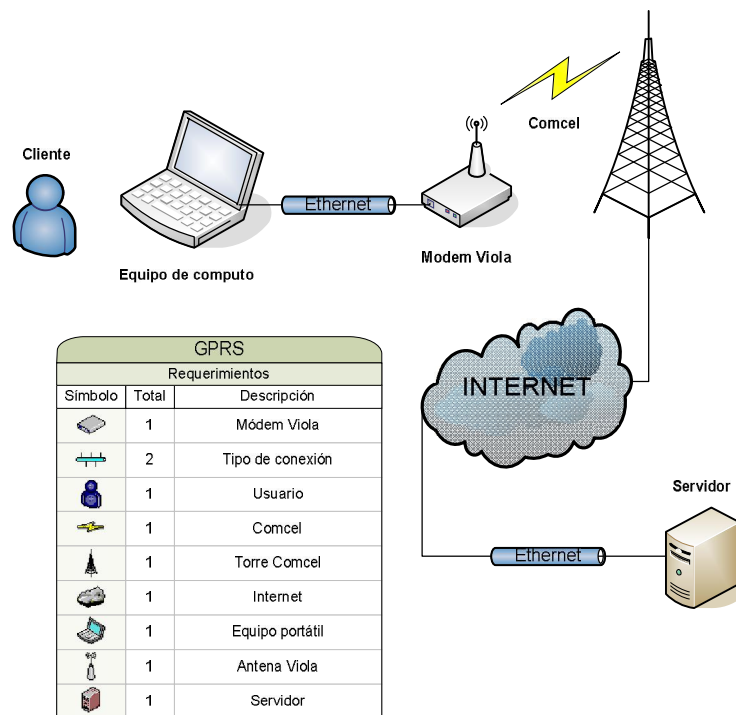 Comcel
Cliente
Ethernet
Modem Viola
Equipo de computo
INTERNET
Servidor
Ethernet
GPRS
Requerimientos
Símbolo Total Descripción
1 Módem Viola
2 Tipo de conexión
1 Usuario
1 Comcel
1 Torre Comcel
1 Internet
1 Equipo portátil
1 Antena Viola
1 Servidor